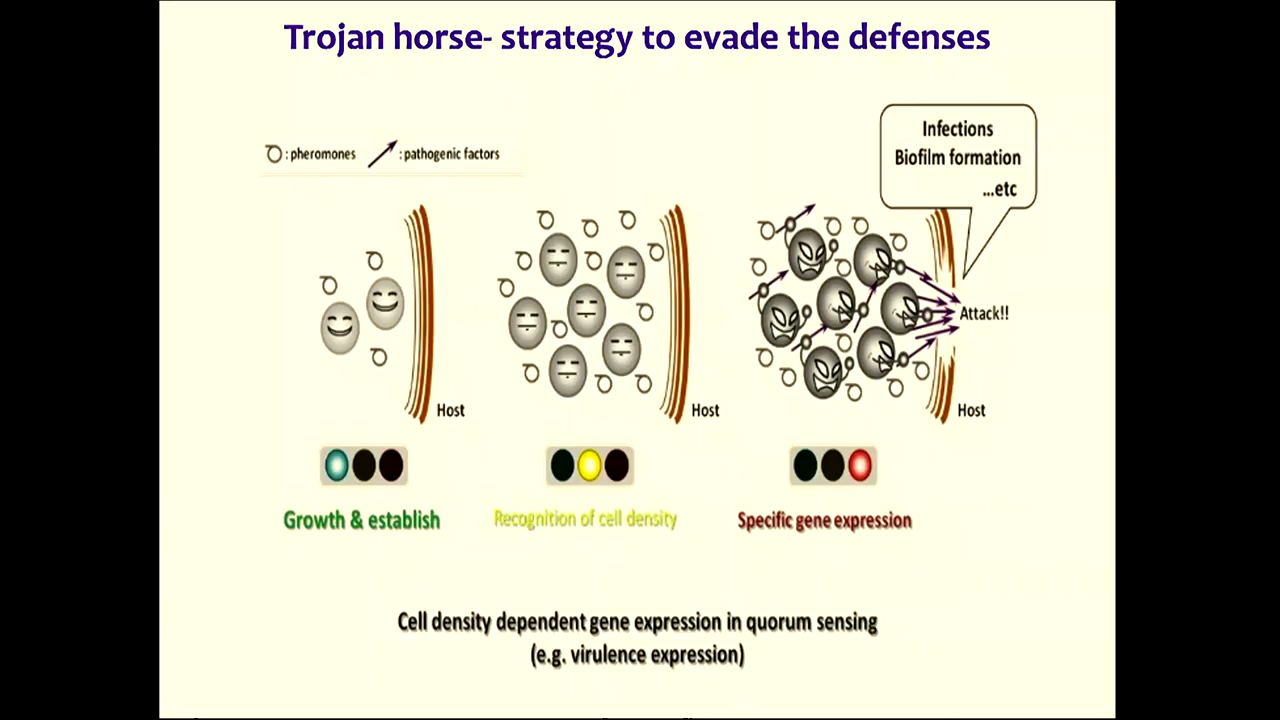 Trojan horse- strategy to evade the defenses
: pheromones : pathogenic factors
Infections
Biofilm formation
...etc
Attack!!
Host Host Host
Growth & establish Recognition of cell density Specific gene expression
Cell density dependent gene expression in quorum sensing
(e.g. virulence expression)